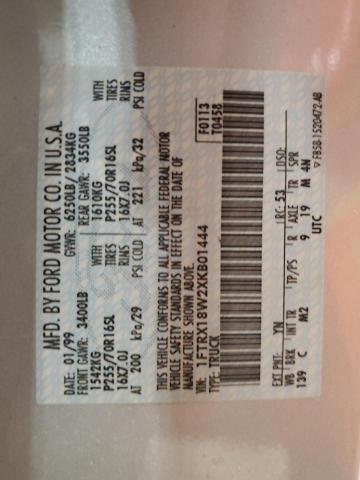 MFD. BY FORD MOTOR CO. IN U.S.A.
DATE: 01/99 GVWR: 6250LB/ 2834KG
FRONT GAWR: 3400LB REAR GAWR: 3550LB
1542KG WITH 1610KG WITH
P255/70R16SL TIRES P255/70R16SL TIRES
16X7.0J RIMS 16X7.0J RIMS
AT 200 kPa/29 PSI COLD AT 221 kPa/32 PSI COLD
THIS VEHICLE CONFORMS TO ALL APPLICABLE FEDERAL MOTOR
VEHICLE SAFETY STANDARDS IN EFFECT ON THE DATE OF
MANUFACTURE SHOWN ABOVE.
F0113
T0458
VIN: 1FTRX18W2XKB01444
TYPE: TRUCK
EXT PNT: YN RC: 53 DSO:
WB BRK INT TR TP/PS R AXLE TR SPR
139 C M2 9 19 M 4N
UTC
F85B-1520472-AB